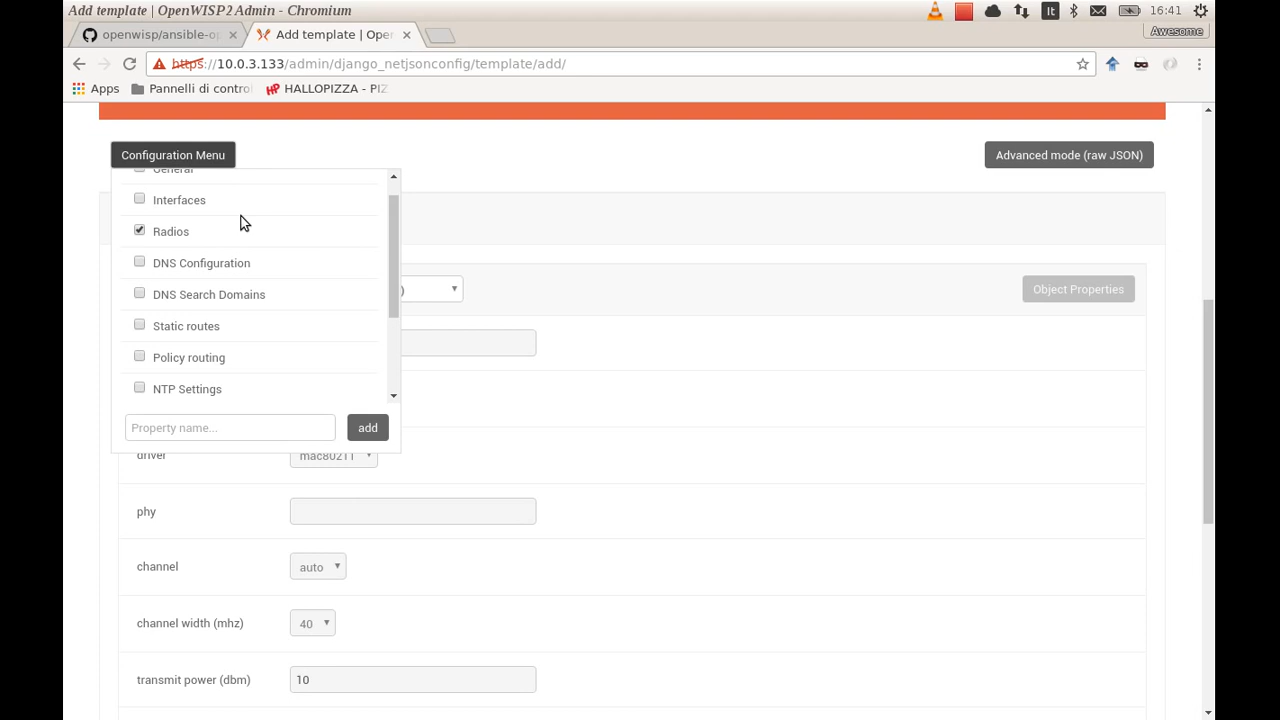 Add template | OpenWISP2 Admin - Chromium
It
16:41
openwisp/ansible-op
Add template | Oper
Awesome
https://10.0.3.133/admin/django_netjsonconfig/template/add/
Apps
Pannelli di contro
HALLOPIZZA - PIZ
Configuration Menu
Advanced mode (raw JSON)
General
Interfaces
Radios
DNS Configuration
)
Object Properties
DNS Search Domains
Static routes
Policy routing
NTP Settings
Property name...
add
driver
mac80211
phy
channel
auto
channel width (mhz)
40
transmit power (dbm)
10